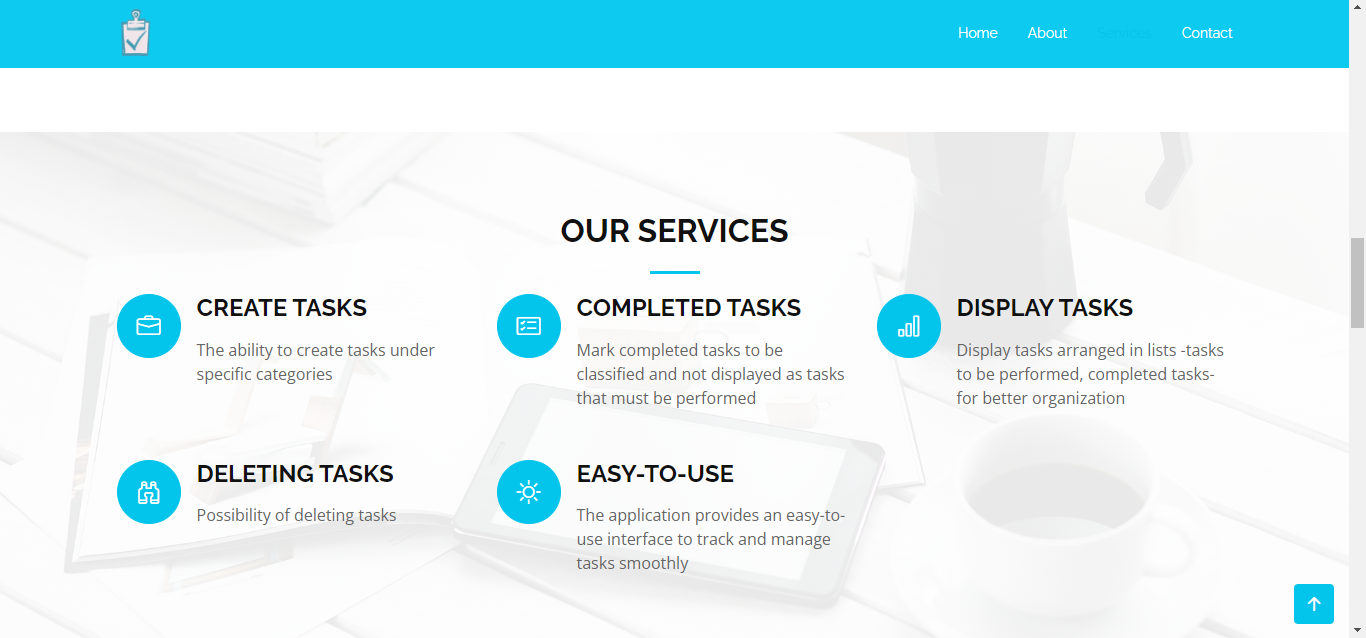 Home About Services Contact
OUR SERVICES
CREATE TASKS
The ability to create tasks under
specific categories
COMPLETED TASKS
Mark completed tasks to be
classified and not displayed as tasks
that must be performed
DISPLAY TASKS
Display tasks arranged in lists -tasks
to be performed, completed tasks-
for better organization
DELETING TASKS
Possibility of deleting tasks
EASY-TO-USE
The application provides an easy-to-
use interface to track and manage
tasks smoothly